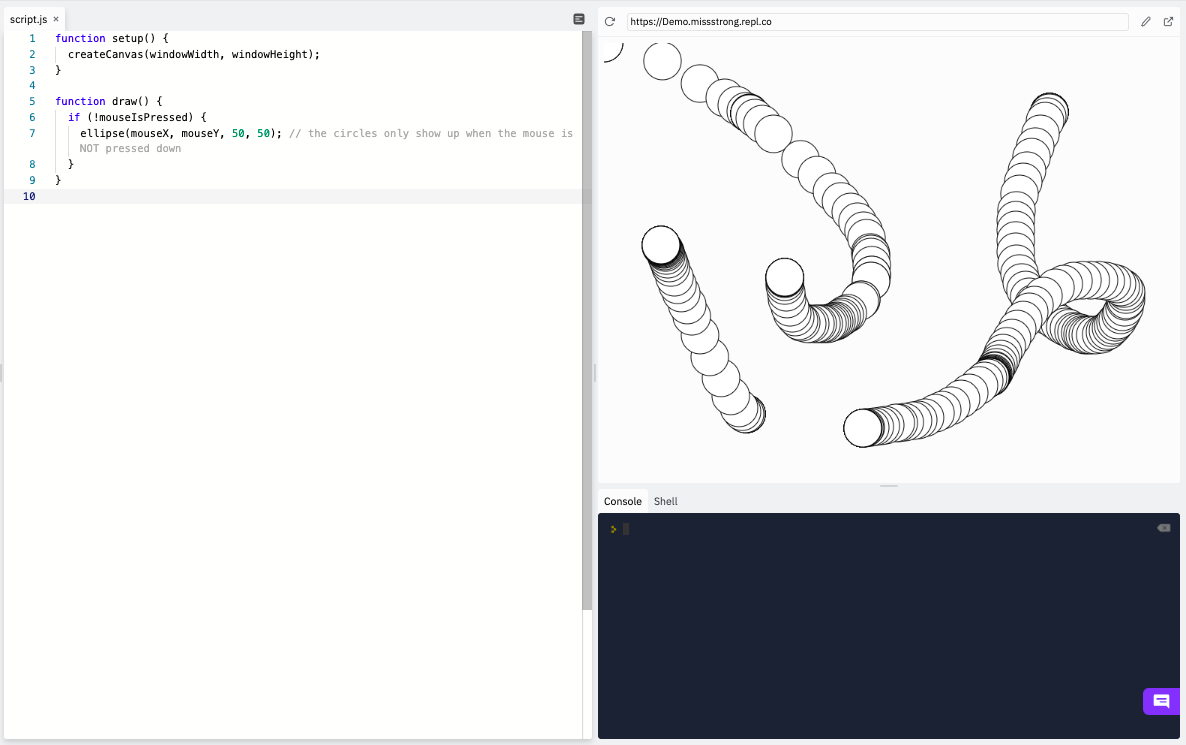 script.js ×
1 function setup() {
2 createCanvas(windowWidth, windowHeight);
3 }
4
5 function draw() {
6 if (!mouseIsPressed) {
7 ellipse(mouseX, mouseY, 50, 50); // the circles only show up when the mouse is
NOT pressed down
8 }
9 }
10
https://Demo.missstrong.repl.co
Console Shell